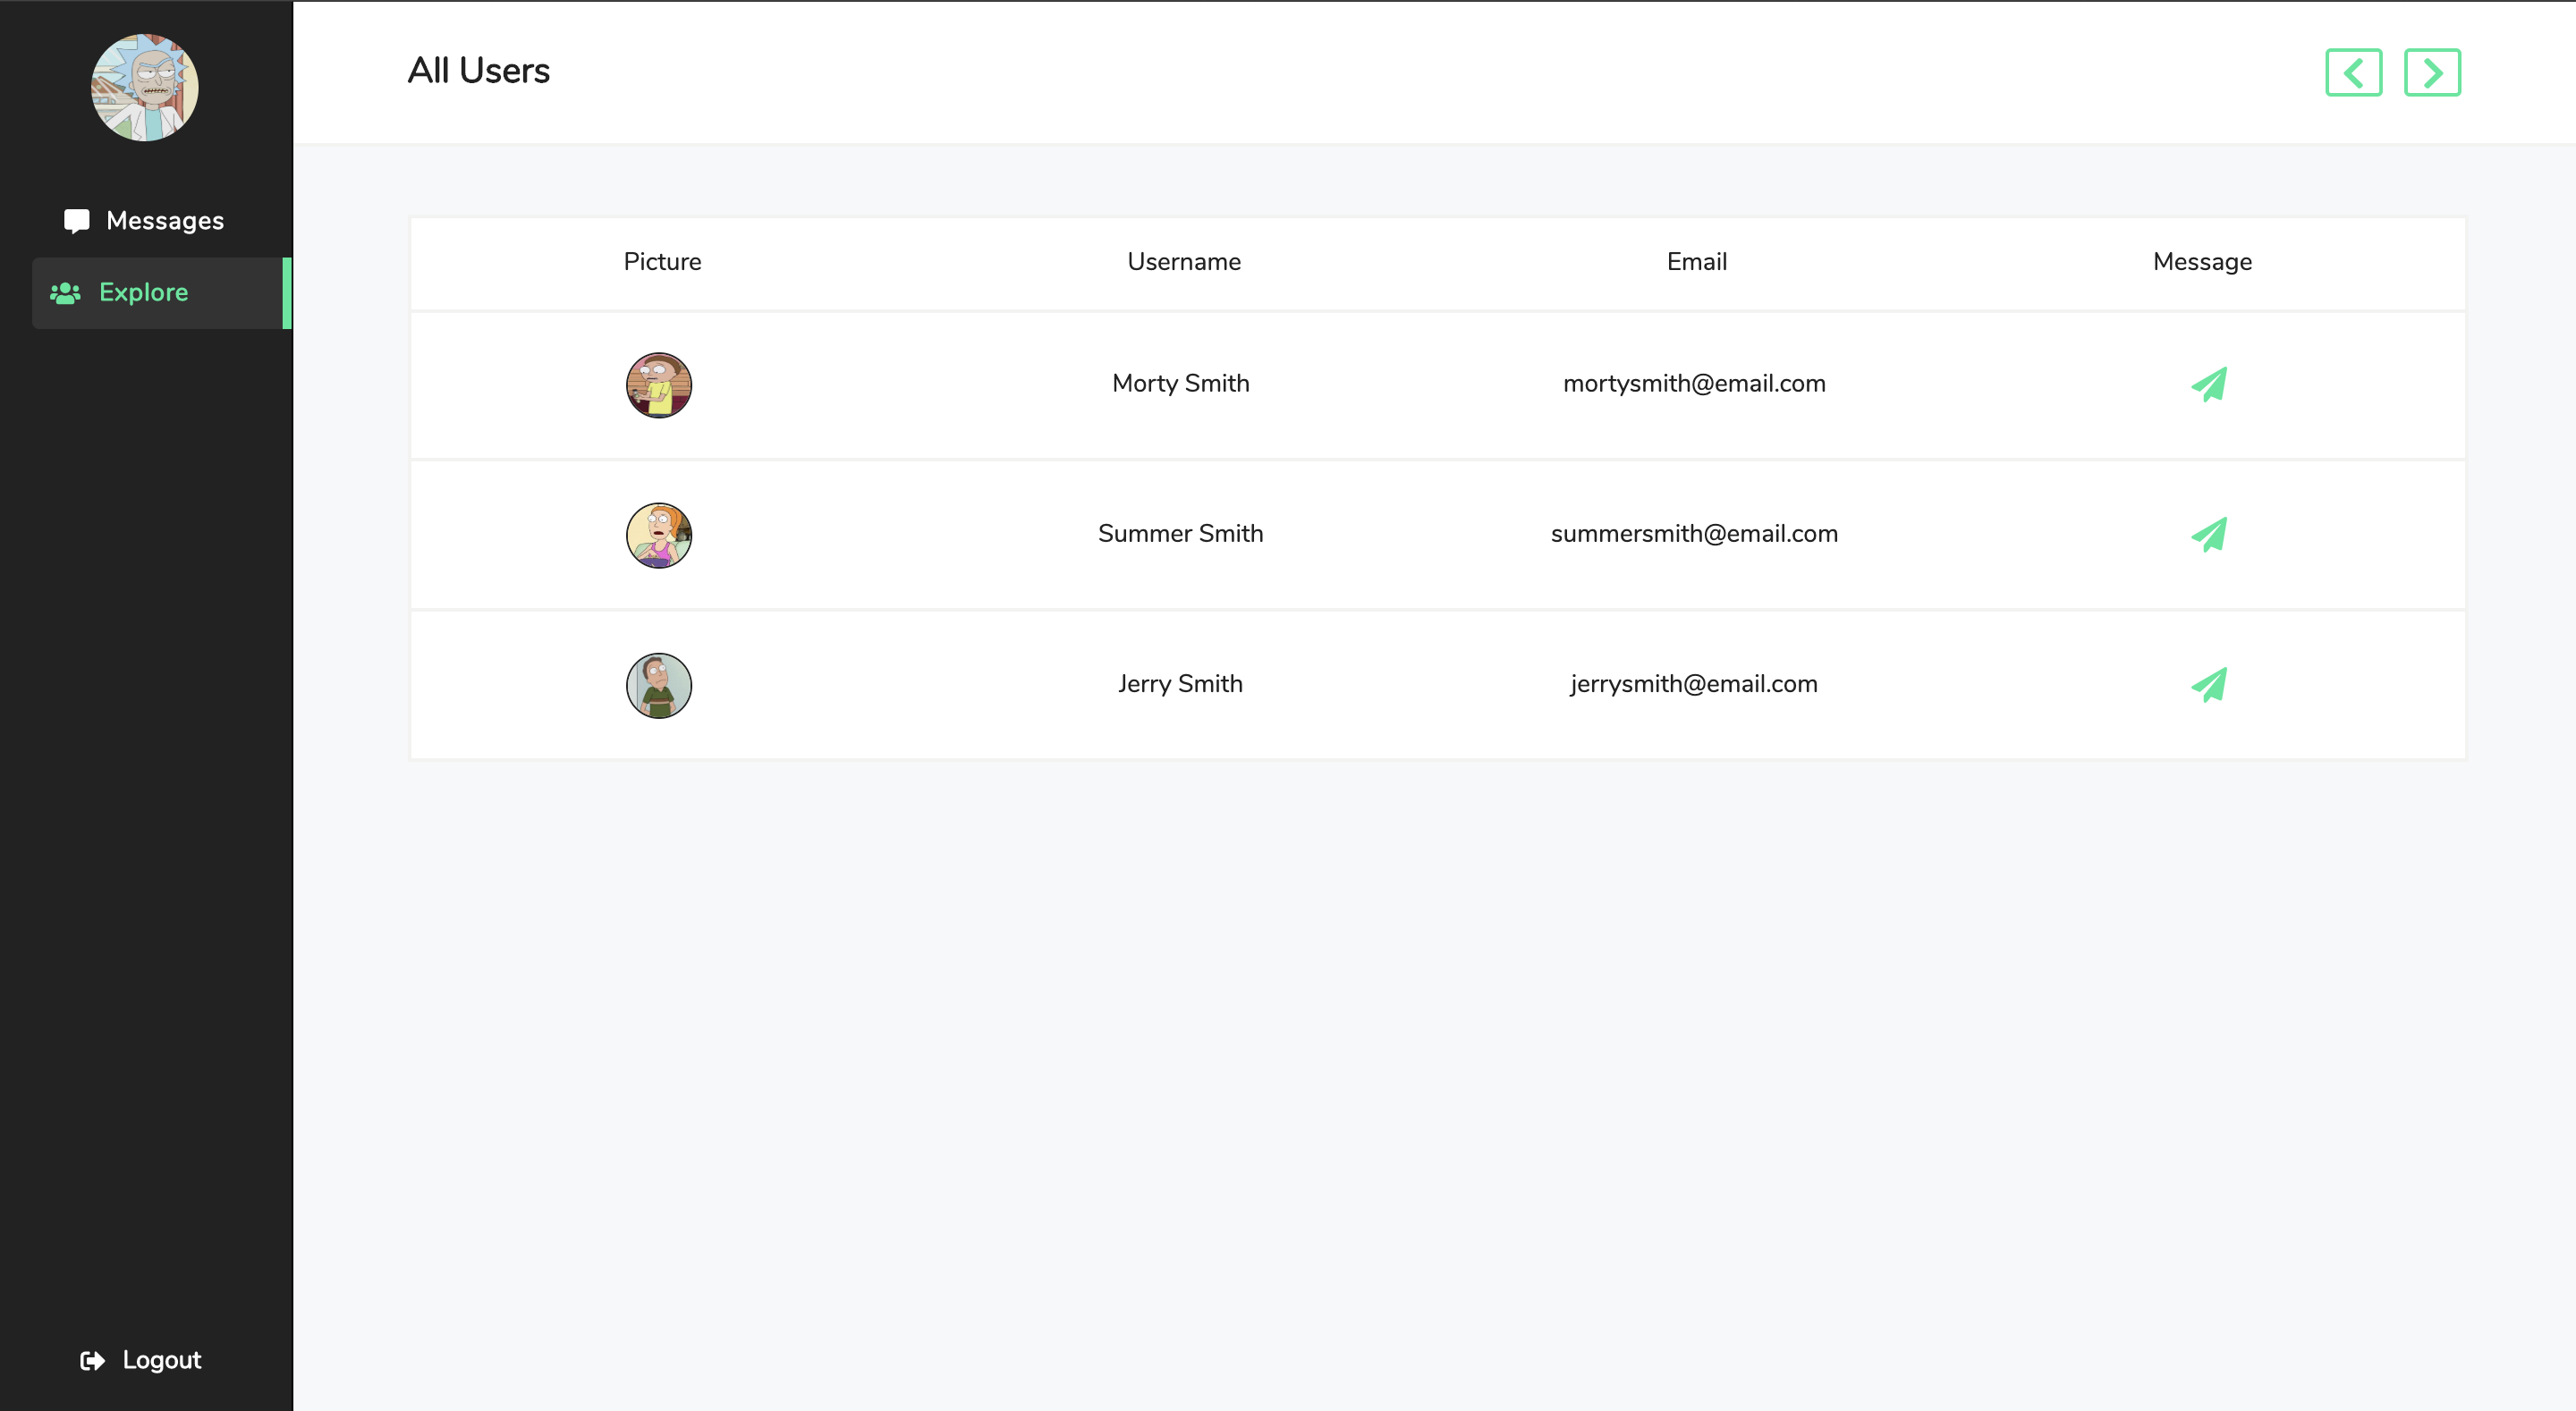 Messages
Explore
Logout
All Users
Picture Username Email Message
Morty Smith mortysmith@email.com
Summer Smith summersmith@email.com
Jerry Smith jerrysmith@email.com